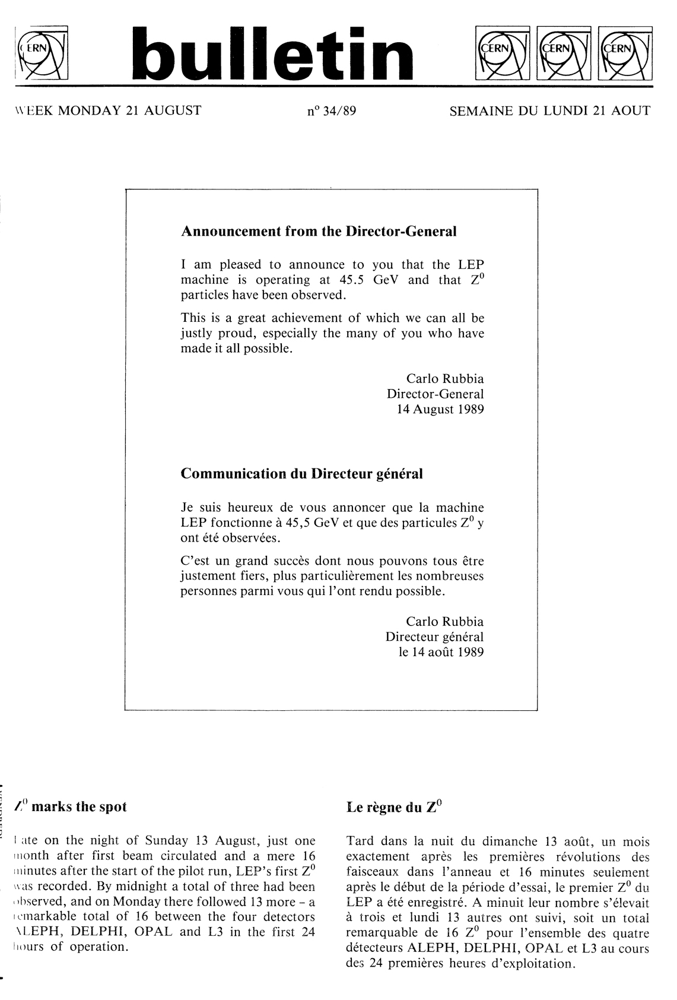 CERN
bulletin
CERN CERN CERN
WEEK MONDAY 21 AUGUST
n° 34/89
SEMAINE DU LUNDI 21 AOUT
Announcement from the Director-General
I am pleased to announce to you that the LEP
machine is operating at 45.5 GeV and that Z⁰
particles have been observed.
This is a great achievement of which we can all be
justly proud, especially the many of you who have
made it all possible.
Carlo Rubbia
Director-General
14 August 1989
Communication du Directeur général
Je suis heureux de vous annoncer que la machine
LEP fonctionne à 45,5 GeV et que des particules Z⁰ y
ont été observées.
C'est un grand succès dont nous pouvons tous être
justement fiers, plus particulièrement les nombreuses
personnes parmi vous qui l'ont rendu possible.
Carlo Rubbia
Directeur général
le 14 août 1989
Z⁰ marks the spot
Late on the night of Sunday 13 August, just one
month after first beam circulated and a mere 16
minutes after the start of the pilot run, LEP's first Z⁰
was recorded. By midnight a total of three had been
observed, and on Monday there followed 13 more – a
remarkable total of 16 between the four detectors
ALEPH, DELPHI, OPAL and L3 in the first 24
hours of operation.
Le règne du Z⁰
Tard dans la nuit du dimanche 13 août, un mois
exactement après les premières révolutions des
faisceaux dans l'anneau et 16 minutes seulement
après le début de la période d'essai, le premier Z⁰ du
LEP a été enregistré. A minuit leur nombre s'élevait
à trois et lundi 13 autres ont suivi, soit un total
remarquable de 16 Z⁰ pour l'ensemble des quatre
détecteurs ALEPH, DELPHI, OPAL et L3 au cours
des 24 premières heures d'exploitation.